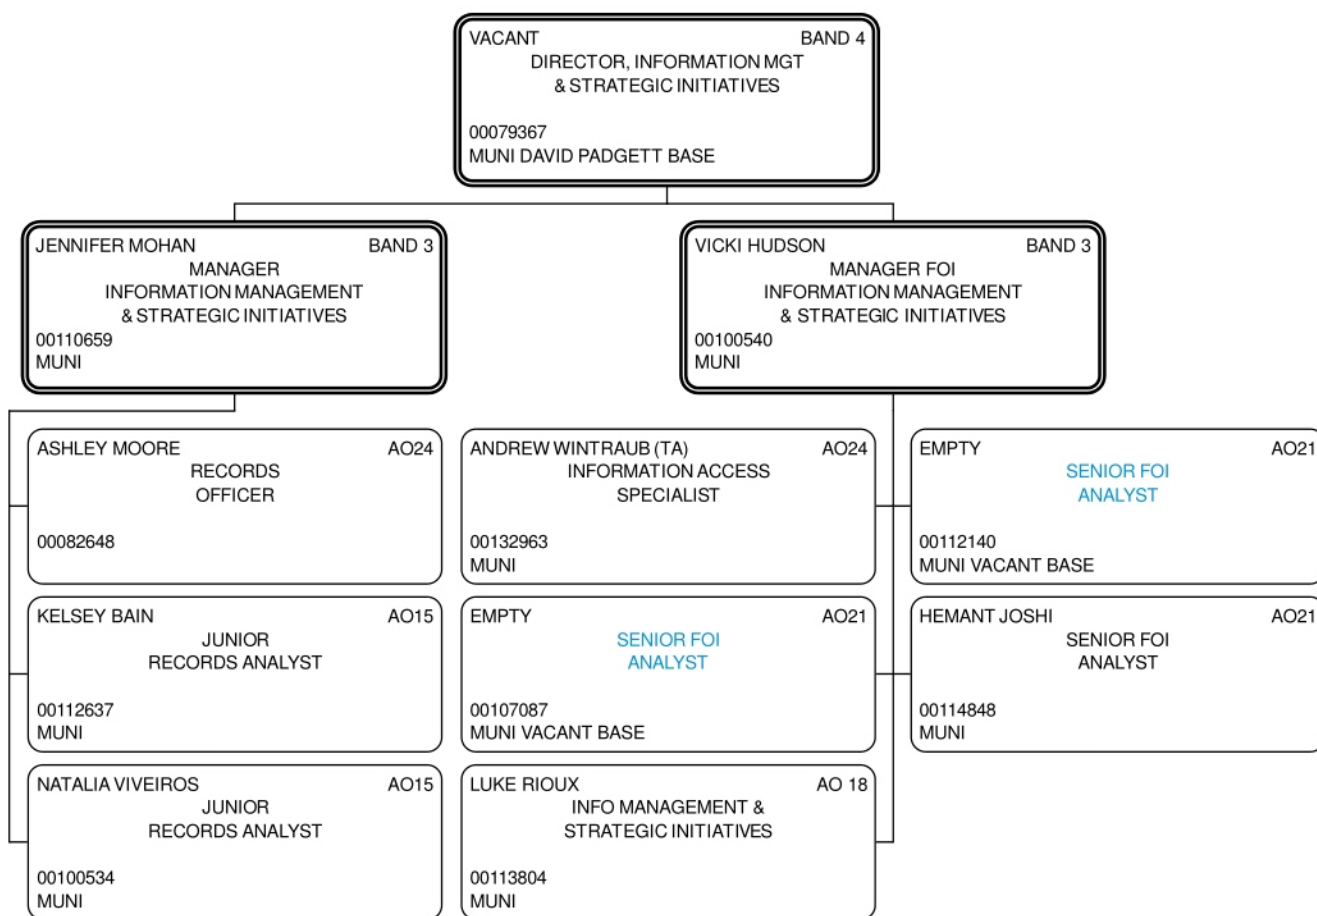 VACANT BAND 4
DIRECTOR, INFORMATION MGT
& STRATEGIC INITIATIVES
00079367
MUNI DAVID PADGETT BASE
JENNIFER MOHAN BAND 3
MANAGER
INFORMATION MANAGEMENT
& STRATEGIC INITIATIVES
00110659
MUNI
VICKI HUDSON BAND 3
MANAGER FOI
INFORMATION MANAGEMENT
& STRATEGIC INITIATIVES
00100540
MUNI
ASHLEY MOORE AO24
RECORDS
OFFICER
00082648
ANDREW WINTRAUB (TA) AO24
INFORMATION ACCESS
SPECIALIST
00132963
MUNI
EMPTY AO21
SENIOR FOI
ANALYST
00112140
MUNI VACANT BASE
KELSEY BAIN AO15
JUNIOR
RECORDS ANALYST
00112637
MUNI
EMPTY AO21
SENIOR FOI
ANALYST
00107087
MUNI VACANT BASE
HEMANT JOSHI AO21
SENIOR FOI
ANALYST
00114848
MUNI
NATALIA VIVEIROS AO15
JUNIOR
RECORDS ANALYST
00100534
MUNI
LUKE RIOUX AO 18
INFO MANAGEMENT &
STRATEGIC INITIATIVES
00113804
MUNI